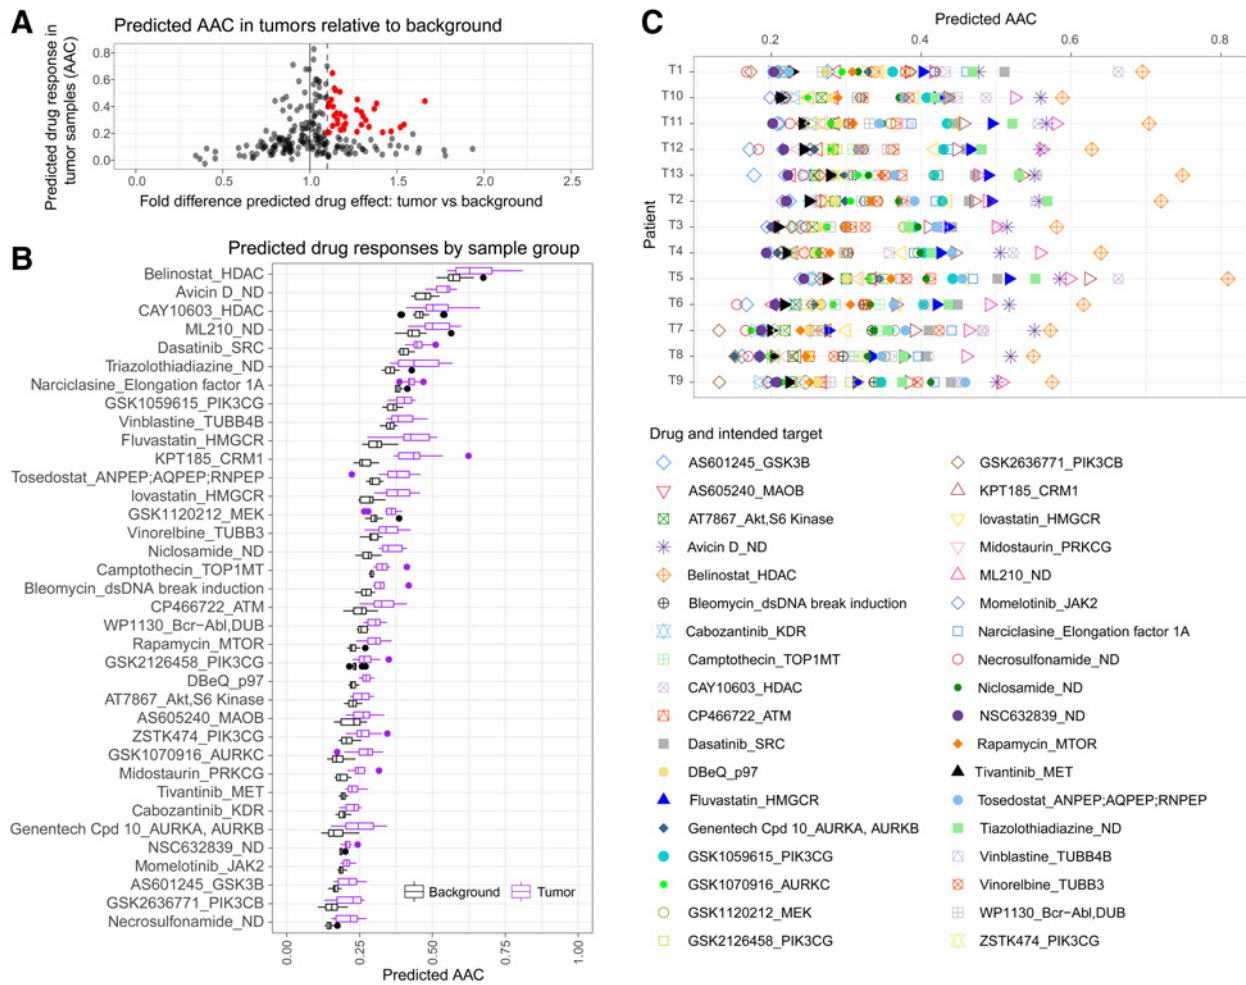 A
Predicted AAC in tumors relative to background
Predicted drug response in
tumor samples (AAC)
0.8
0.6
0.4
0.2
0.0
0.0
0.5
1.0
1.5
2.0
2.5
Fold difference predicted drug effect: tumor vs background
B
Predicted drug responses by sample group
Belinostat_HDAC
Avicin D_ND
CAY10603_HDAC
ML210_ND
Dasatinib_SRC
Triazolothiadiazine_ND
Narciclasine_Elongation factor 1A
GSK1059615_PIK3CG
Vinblastine_TUBB4B
Fluvastatin_HMGCR
KPT185_CRM1
Tosedostat_ANPEP;AQPEP;RNPEP
lovastatin_HMGCR
GSK1120212_MEK
Vinorelbine_TUBB3
Niclosamide_ND
Camptothecin_TOP1MT
Bleomycin_dsDNA break induction
CP466722_ATM
WP1130_Bcr−Abl,DUB
Rapamycin_MTOR
GSK2126458_PIK3CG
DBeQ_p97
AT7867_Akt,S6 Kinase
AS605240_MAOB
ZSTK474_PIK3CG
GSK1070916_AURKC
Midostaurin_PRKCG
Tivantinib_MET
Cabozantinib_KDR
Genentech Cpd 10_AURKA, AURKB
NSC632839_ND
Momelotinib_JAK2
AS601245_GSK3B
GSK2636771_PIK3CB
Necrosulfonamide_ND
Background
Tumor
0.00
0.25
0.50
0.75
1.00
Predicted AAC
C
Predicted AAC
0.2
0.4
0.6
0.8
Patient
T1
T10
T11
T12
T13
T2
T3
T4
T5
T6
T7
T8
T9
Drug and intended target
AS601245_GSK3B
AS605240_MAOB
AT7867_Akt,S6 Kinase
Avicin D_ND
Belinostat_HDAC
Bleomycin_dsDNA break induction
Cabozantinib_KDR
Camptothecin_TOP1MT
CAY10603_HDAC
CP466722_ATM
Dasatinib_SRC
DBeQ_p97
Fluvastatin_HMGCR
Genentech Cpd 10_AURKA, AURKB
GSK1059615_PIK3CG
GSK1070916_AURKC
GSK1120212_MEK
GSK2126458_PIK3CG
GSK2636771_PIK3CB
KPT185_CRM1
lovastatin_HMGCR
Midostaurin_PRKCG
ML210_ND
Momelotinib_JAK2
Narciclasine_Elongation factor 1A
Necrosulfonamide_ND
Niclosamide_ND
NSC632839_ND
Rapamycin_MTOR
Tivantinib_MET
Tosedostat_ANPEP;AQPEP;RNPEP
Tiazolothiadiazine_ND
Vinblastine_TUBB4B
Vinorelbine_TUBB3
WP1130_Bcr−Abl,DUB
ZSTK474_PIK3CG